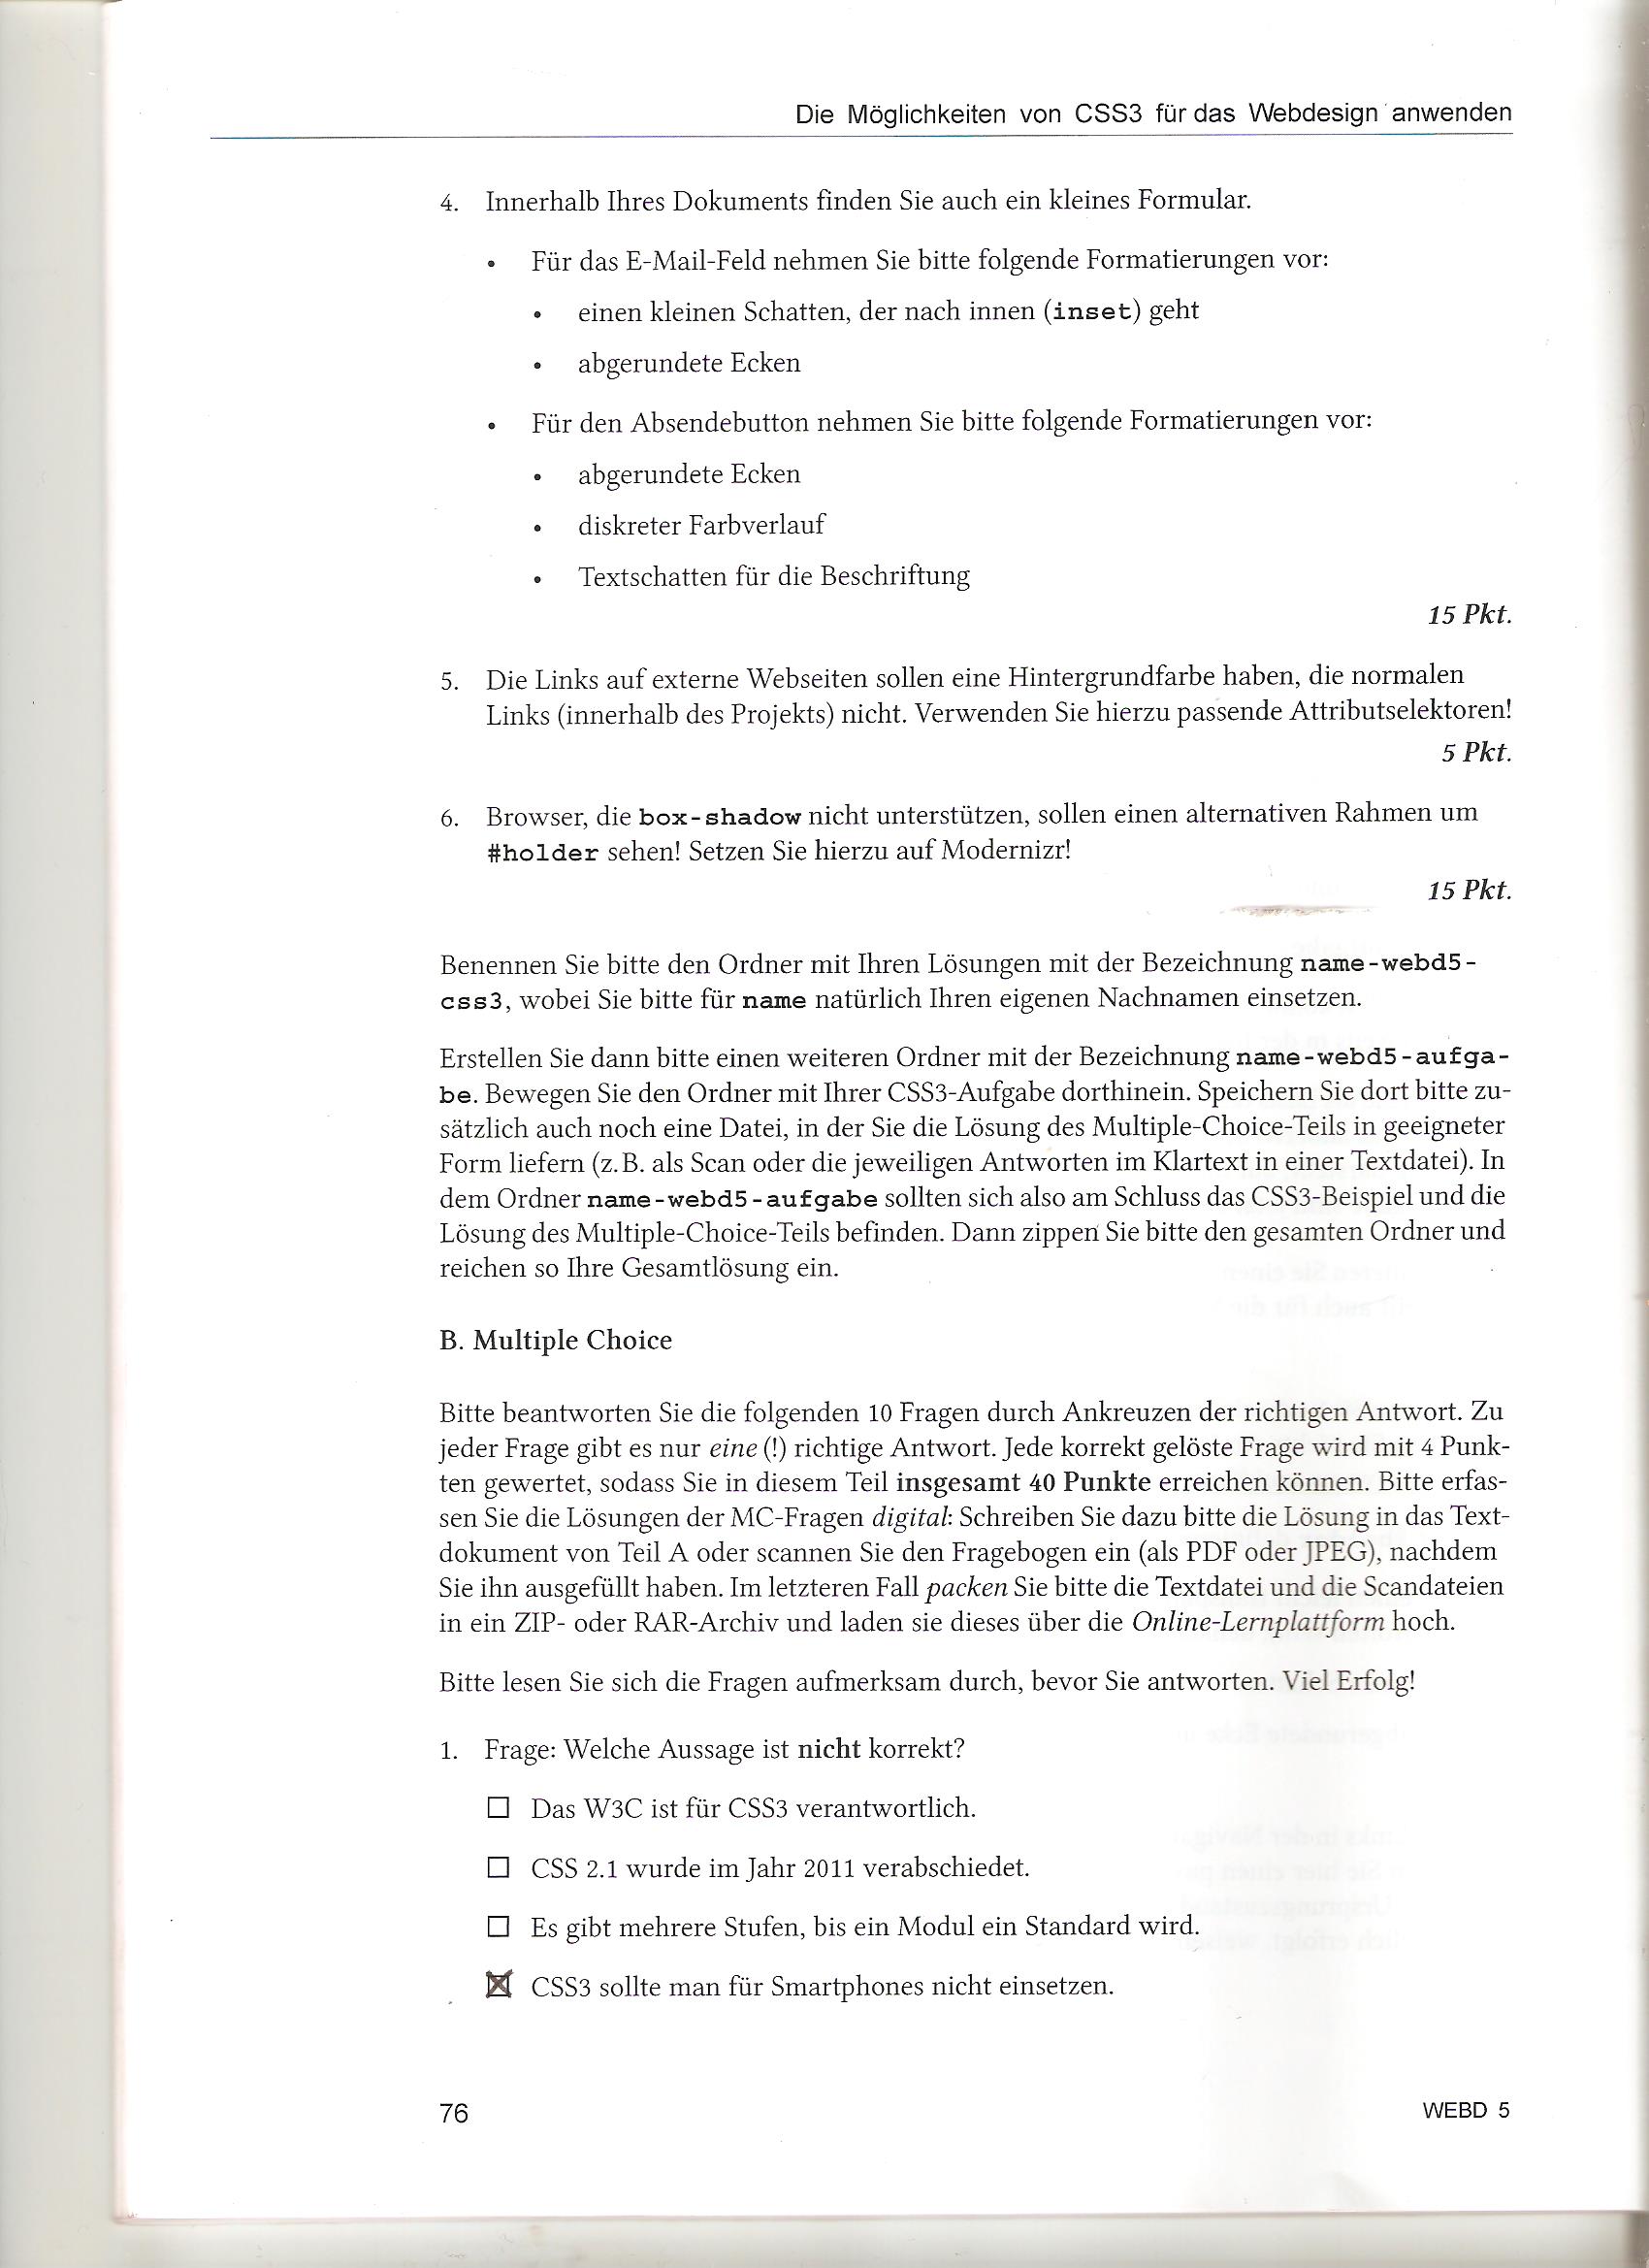 Die Möglichkeiten von CSS3 für das Webdesign anwenden
4. Innerhalb Ihres Dokuments finden Sie auch ein kleines Formular.
• Für das E-Mail-Feld nehmen Sie bitte folgende Formatierungen vor:
• einen kleinen Schatten, der nach innen (inset) geht
• abgerundete Ecken
• Für den Absendebutton nehmen Sie bitte folgende Formatierungen vor:
• abgerundete Ecken
• diskreter Farbverlauf
• Textschatten für die Beschriftung
15 Pkt.
5. Die Links auf externe Webseiten sollen eine Hintergrundfarbe haben, die normalen
Links (innerhalb des Projekts) nicht. Verwenden Sie hierzu passende Attributselektoren!
5 Pkt.
6. Browser, die box-shadow nicht unterstützen, sollen einen alternativen Rahmen um
#holder sehen! Setzen Sie hierzu auf Modernizr!
15 Pkt.
Benennen Sie bitte den Ordner mit Ihren Lösungen mit der Bezeichnung name-webd5-
css3, wobei Sie bitte für name natürlich Ihren eigenen Nachnamen einsetzen.
Erstellen Sie dann bitte einen weiteren Ordner mit der Bezeichnung name-webd5-aufga-
be. Bewegen Sie den Ordner mit Ihrer CSS3-Aufgabe dorthinein. Speichern Sie dort bitte zu-
sätzlich auch noch eine Datei, in der Sie die Lösung des Multiple-Choice-Teils in geeigneter
Form liefern (z. B. als Scan oder die jeweiligen Antworten im Klartext in einer Textdatei). In
dem Ordner name-webd5-aufgabe sollten sich also am Schluss das CSS3-Beispiel und die
Lösung des Multiple-Choice-Teils befinden. Dann zippen Sie bitte den gesamten Ordner und
reichen so Ihre Gesamtlösung ein.
B. Multiple Choice
Bitte beantworten Sie die folgenden 10 Fragen durch Ankreuzen der richtigen Antwort. Zu
jeder Frage gibt es nur eine (!) richtige Antwort. Jede korrekt gelöste Frage wird mit 4 Punk-
ten gewertet, sodass Sie in diesem Teil insgesamt 40 Punkte erreichen können. Bitte erfas-
sen Sie die Lösungen der MC-Fragen digital: Schreiben Sie dazu bitte die Lösung in das Text-
dokument von Teil A oder scannen Sie den Fragebogen ein (als PDF oder JPEG), nachdem
Sie ihn ausgefüllt haben. Im letzteren Fall packen Sie bitte die Textdatei und die Scandateien
in ein ZIP- oder RAR-Archiv und laden sie dieses über die Online-Lernplattform hoch.
Bitte lesen Sie sich die Fragen aufmerksam durch, bevor Sie antworten. Viel Erfolg!
1. Frage: Welche Aussage ist nicht korrekt?
☐ Das W3C ist für CSS3 verantwortlich.
☐ CSS 2.1 wurde im Jahr 2011 verabschiedet.
☐ Es gibt mehrere Stufen, bis ein Modul ein Standard wird.
☒ CSS3 sollte man für Smartphones nicht einsetzen.
76
WEBD 5